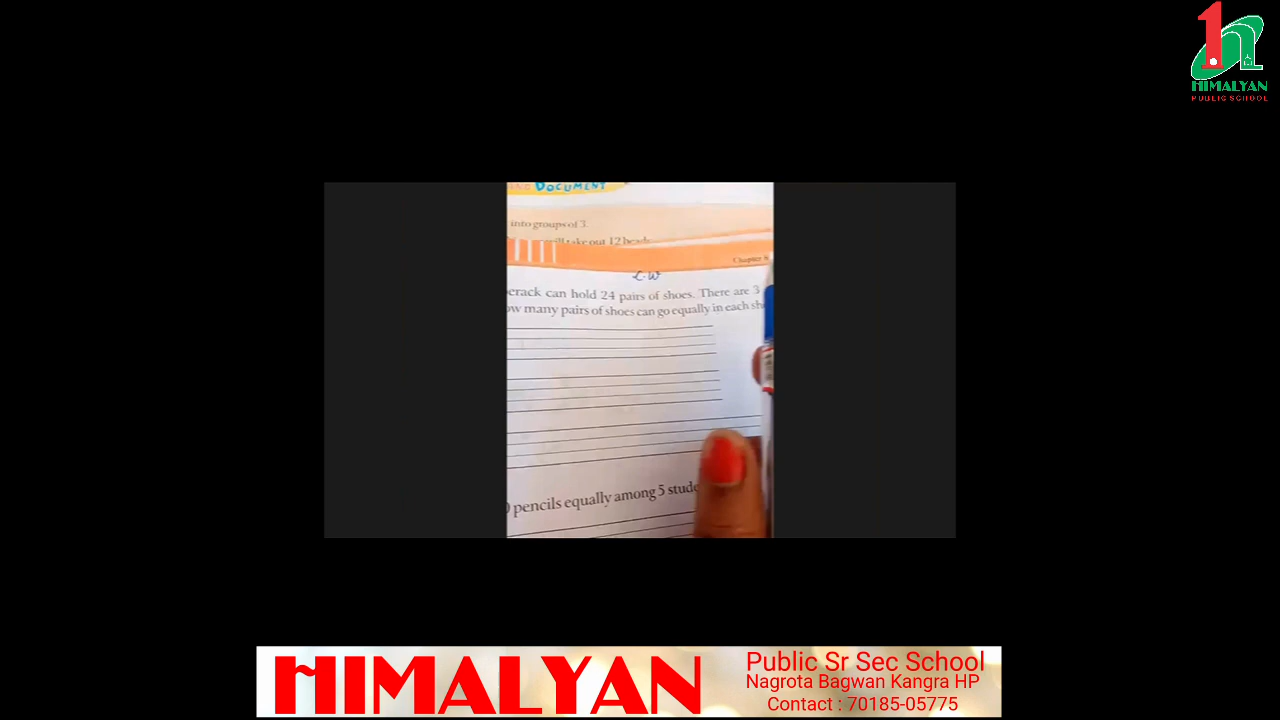 HIMALYAN
PUBLIC SCHOOL
DOCUMENT
into groups of 3.
will take out 12 beads
Chapter
C.W
erack can hold 24 pairs of shoes. There are 3
ow many pairs of shoes can go equally in each sh
0 pencils equally among 5 stude
HIMALYAN
Public Sr Sec School
Nagrota Bagwan Kangra HP
Contact : 70185-05775